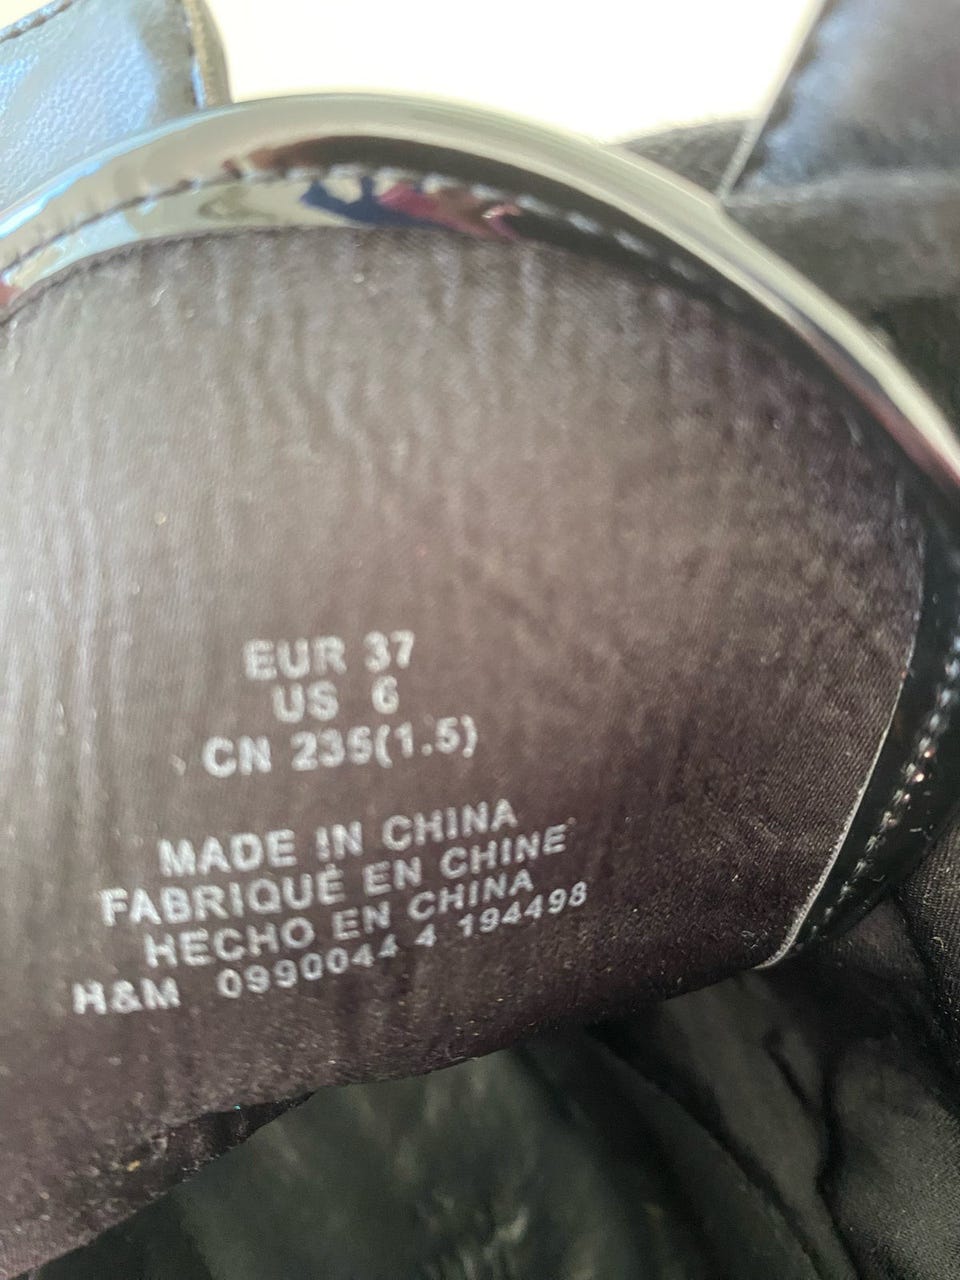 EUR 37
US 6
CN 235(1.5)
MADE IN CHINA
FABRIQUÉ EN CHINE
HECHO EN CHINA
H&M 0990044 4 194498